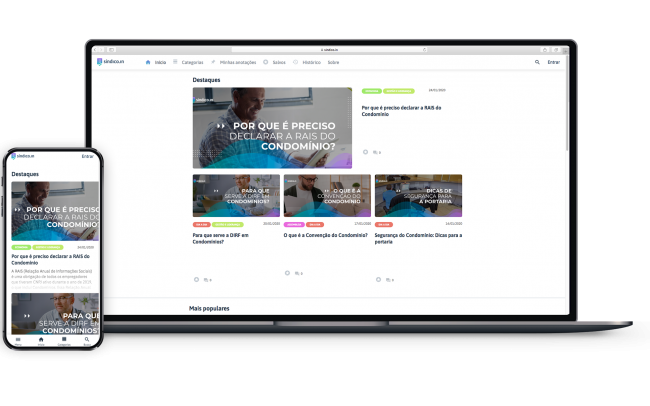 sindico.in
sindico.in
Início
Categorias
Minhas anotações
Salvos
Histórico
Sobre
Entrar
Destaques
POR QUE É PRECISO
DECLARAR A RAIS DO
CONDOMÍNIO?
24/01/2020
Por que é preciso declarar a RAIS do
Condomínio
PARA QUE
SERVE A DIRF EM
CONDOMÍNIOS?
O QUE É A
CONVENÇÃO DO
CONDOMÍNIO
DICAS DE
SEGURANÇA PARA
A PORTARIA
Para que serve a DIRF em
Condomínios?
O que é a Convenção do Condomínio?
Segurança do Condomínio: Dicas para a
portaria
Mais populares
sindico.in
Entrar
Destaques
POR QUE É PRECISO
DECLARAR A RAIS DO
CONDOMÍNIO?
24/01/2020
Por que é preciso declarar a RAIS do
Condomínio
A RAIS (Relação Anual de Informações Sociais)
é uma obrigação de todos os empregadores
PARA QUE
SERVE A DIRF EM
CONDOMÍNIOS?